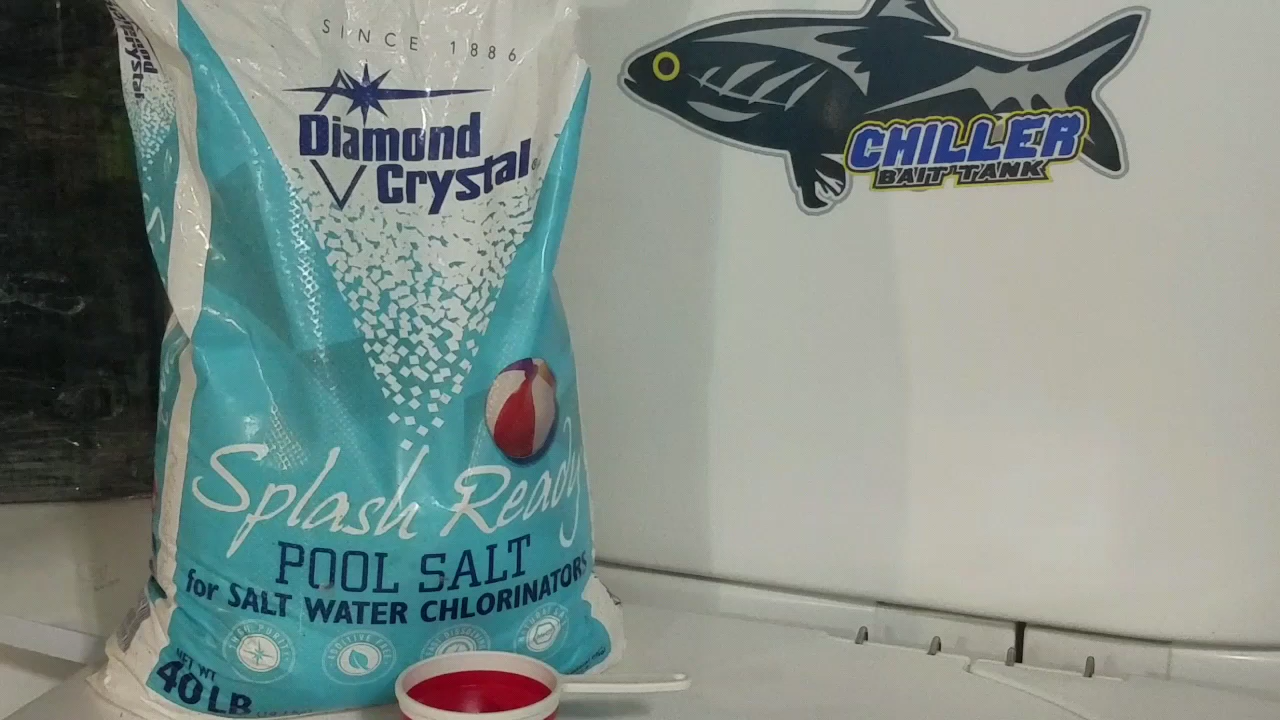 SINCE 1886
Diamond
Crystal
Splash Ready
POOL SALT
for SALT WATER CHLORINATORS
NET WT
40 LB
CHILLER
BAIT TANK